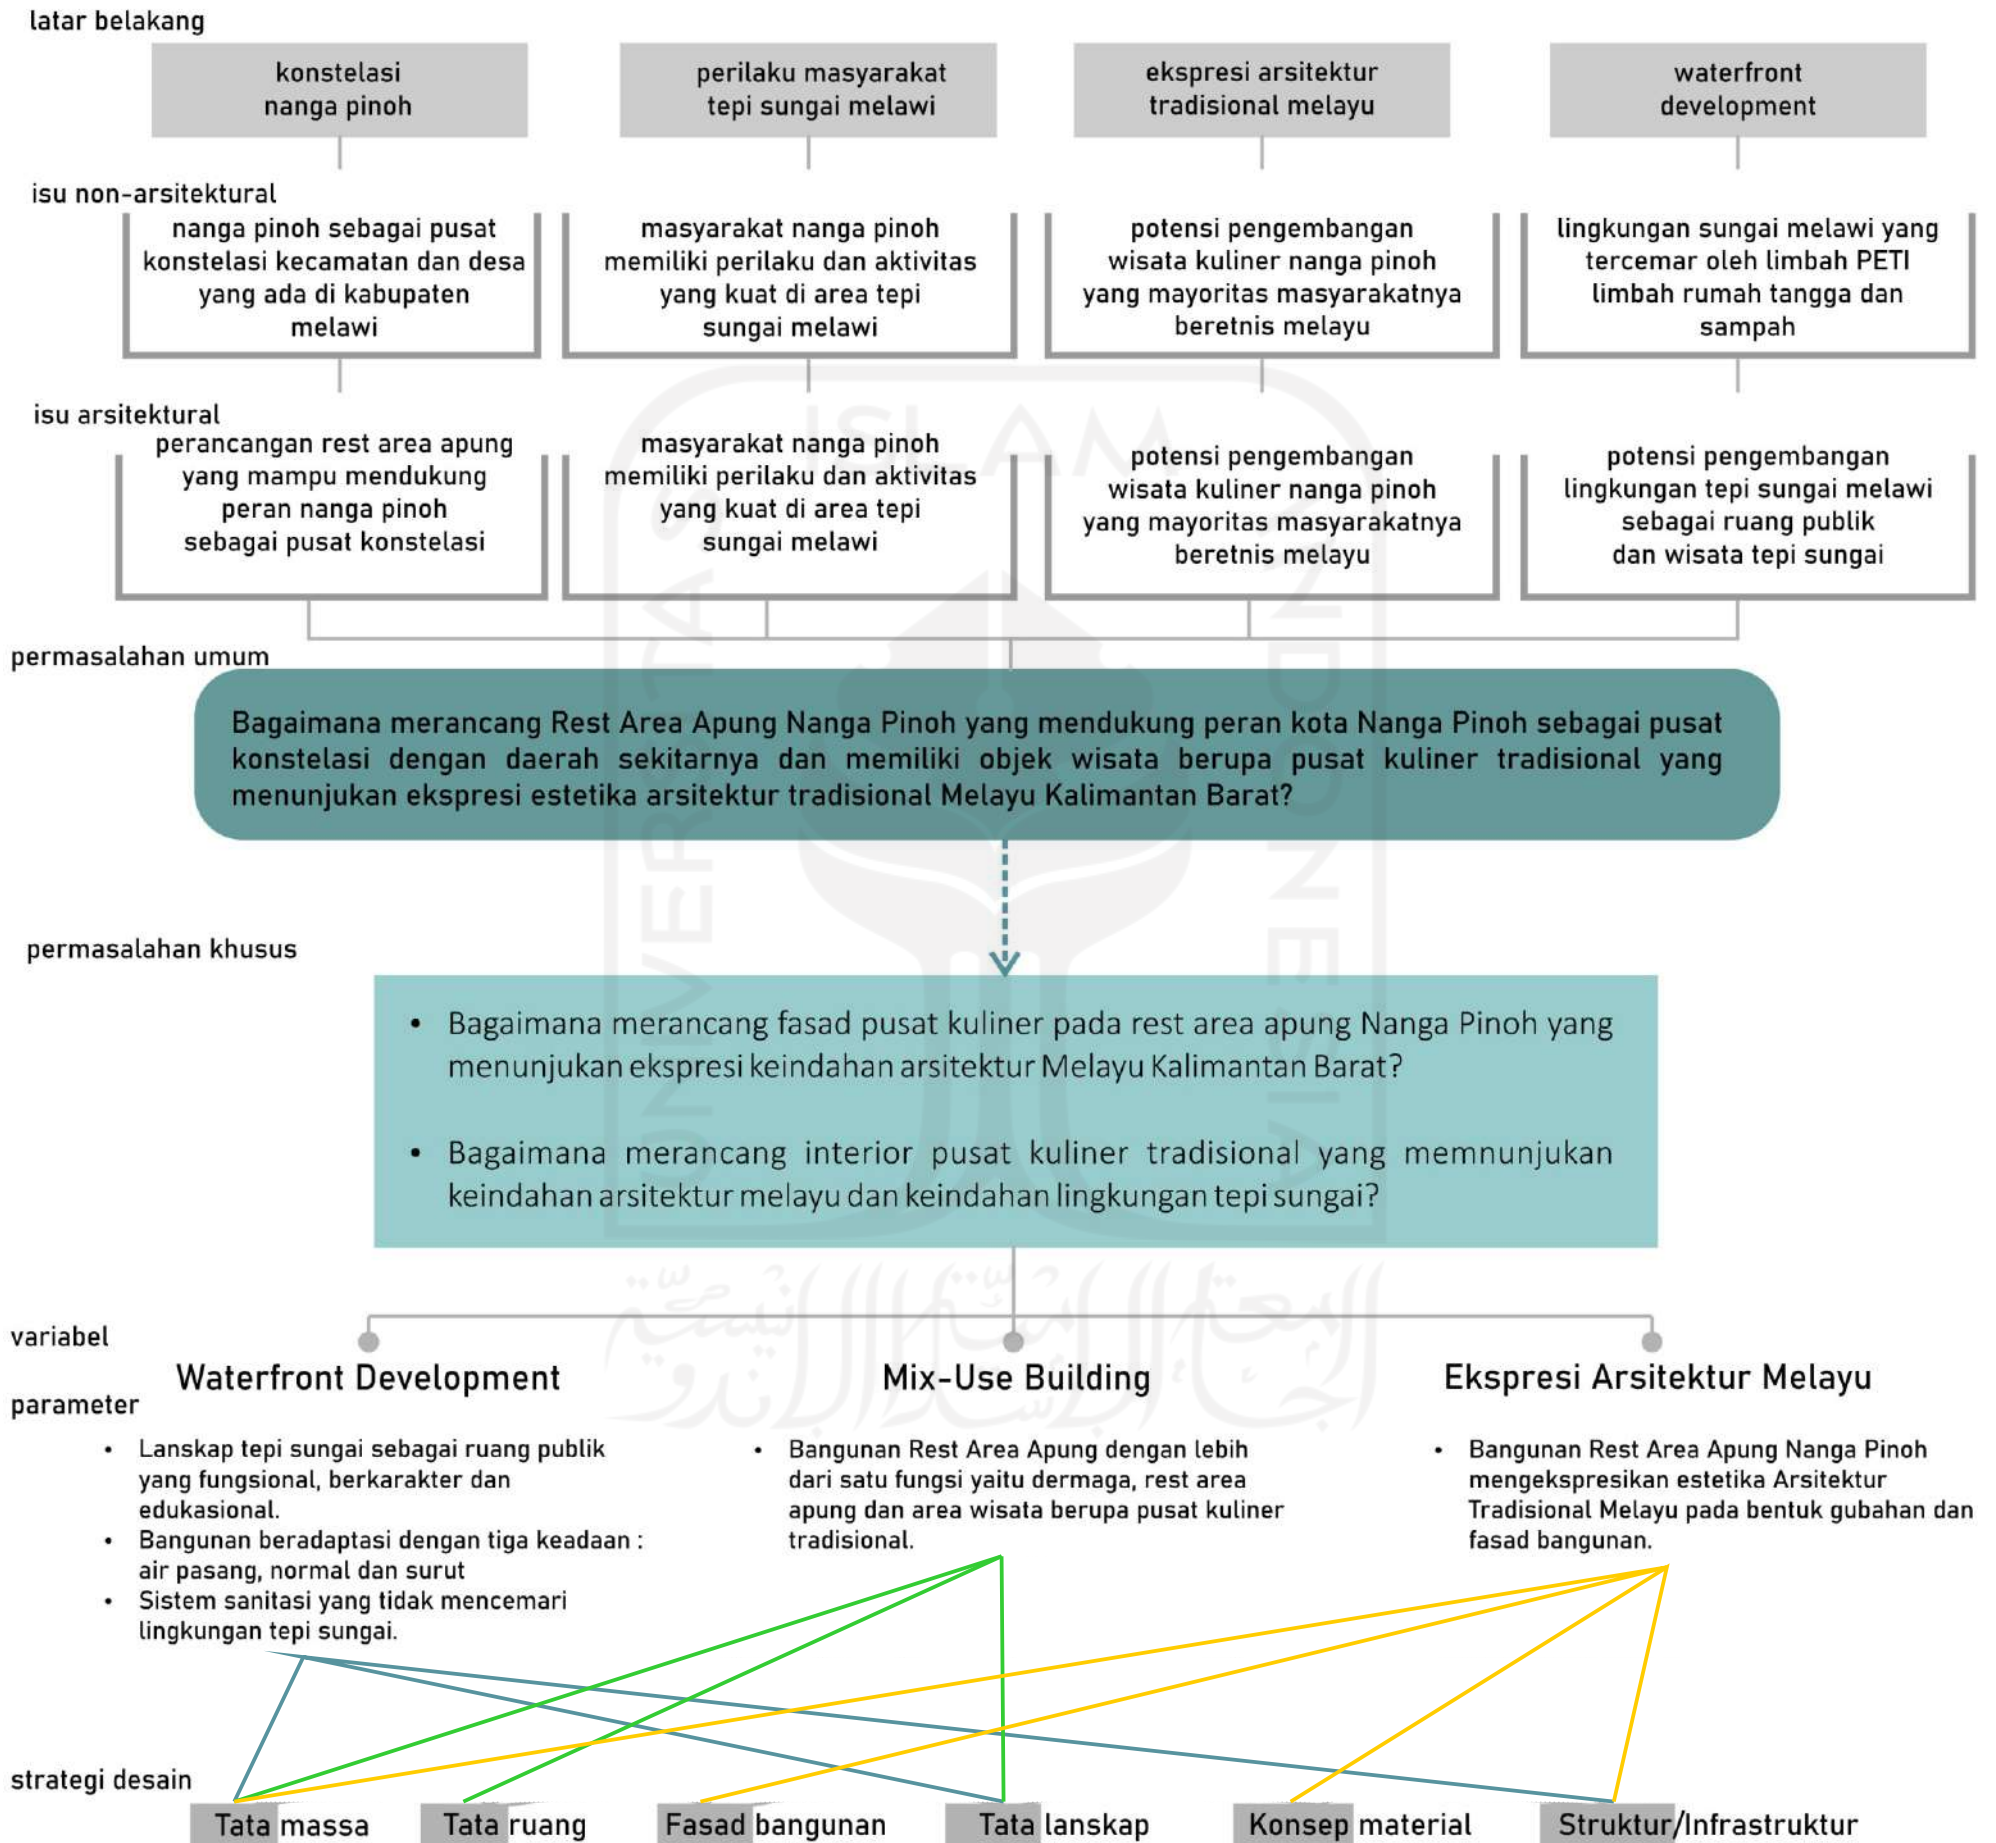 latar belakang
konstelasi
nanga pinoh
perilaku masyarakat
tepi sungai melawi
ekspresi arsitektur
tradisional melayu
waterfront
development
isu non-arsitektural
nanga pinoh sebagai pusat
konstelasi kecamatan dan desa
yang ada di kabupaten
melawi
masyarakat nanga pinoh
memiliki perilaku dan aktivitas
yang kuat di area tepi
sungai melawi
potensi pengembangan
wisata kuliner nanga pinoh
yang mayoritas masyarakatnya
beretnis melayu
lingkungan sungai melawi yang
tercemar oleh limbah PETI
limbah rumah tangga dan
sampah
isu arsitektural
perancangan rest area apung
yang mampu mendukung
peran nanga pinoh
sebagai pusat konstelasi
masyarakat nanga pinoh
memiliki perilaku dan aktivitas
yang kuat di area tepi
sungai melawi
potensi pengembangan
wisata kuliner nanga pinoh
yang mayoritas masyarakatnya
beretnis melayu
potensi pengembangan
lingkungan tepi sungai melawi
sebagai ruang publik
dan wisata tepi sungai
permasalahan umum
Bagaimana merancang Rest Area Apung Nanga Pinoh yang mendukung peran kota Nanga Pinoh sebagai pusat
konstelasi dengan daerah sekitarnya dan memiliki objek wisata berupa pusat kuliner tradisional yang
menunjukan ekspresi estetika arsitektur tradisional Melayu Kalimantan Barat?
permasalahan khusus
• Bagaimana merancang fasad pusat kuliner pada rest area apung Nanga Pinoh yang
menunjukan ekspresi keindahan arsitektur Melayu Kalimantan Barat?
• Bagaimana merancang interior pusat kuliner tradisional yang memnunjukan
keindahan arsitektur melayu dan keindahan lingkungan tepi sungai?
variabel
Waterfront Development
Mix-Use Building
Ekspresi Arsitektur Melayu
parameter
• Lanskap tepi sungai sebagai ruang publik
yang fungsional, berkarakter dan
edukasional.
• Bangunan beradaptasi dengan tiga keadaan :
air pasang, normal dan surut
• Sistem sanitasi yang tidak mencemari
lingkungan tepi sungai.
• Bangunan Rest Area Apung dengan lebih
dari satu fungsi yaitu dermaga, rest area
apung dan area wisata berupa pusat kuliner
tradisional.
• Bangunan Rest Area Apung Nanga Pinoh
mengekspresikan estetika Arsitektur
Tradisional Melayu pada bentuk gubahan dan
fasad bangunan.
strategi desain
Tata massa
Tata ruang
Fasad bangunan
Tata lanskap
Konsep material
Struktur/Infrastruktur
UNIVERSITAS
ISLAM
INDONESIA